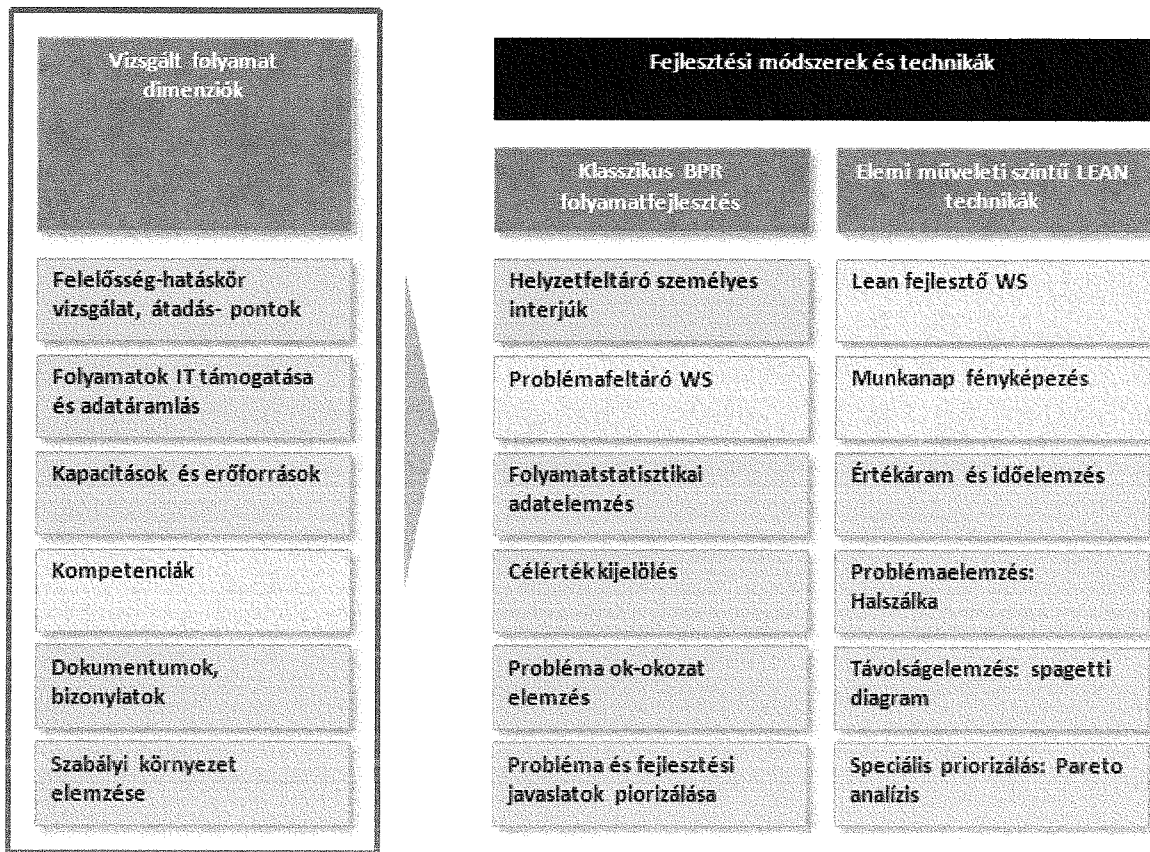 Vizsgált folyamat
dimenziók
Felelősség-hatáskör
vizsgálat, átadás- pontok
Folyamatok IT támogatása
és adatáramlás
Kapacitások és erőforrások
Kompetenciák
Dokumentumok,
bizonylatok
Szabályi környezet
elemzése
Fejlesztési módszerek és technikák
Klasszikus BPR
folyamatfejlesztés
Helyzetfeltáró személyes
interjúk
Problémafeltáró WS
Folyamatstatisztikai
adatelemzés
Célérték kijelölés
Probléma ok-okozat
elemzés
Probléma és fejlesztési
javaslatok piorizálása
Elemi műveleti szintű LEAN
technikák
Lean fejlesztő WS
Munkanap fényképezés
Értékáram és időelemzés
Problémaelemzés:
Halszálka
Távolságelemzés: spagetti
diagram
Speciális priorizálás: Pareto
analízis